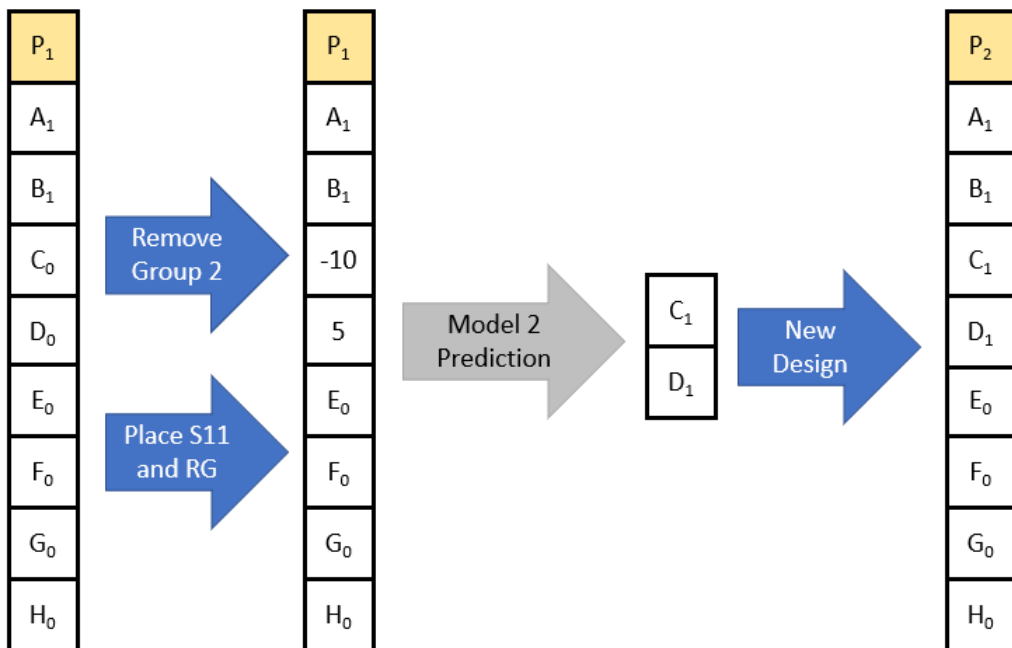 P₁
A₁
B₁
C₀
D₀
E₀
F₀
G₀
H₀
Remove
Group 2
Place S11
and RG
P₁
A₁
B₁
-10
5
E₀
F₀
G₀
H₀
Model 2
Prediction
C₁
D₁
New
Design
P₂
A₁
B₁
C₁
D₁
E₀
F₀
G₀
H₀